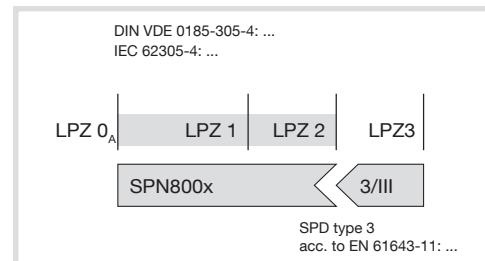 DIN VDE 0185-305-4: ...
IEC 62305-4: ...
LPZ 0A LPZ 1 LPZ 2 LPZ3
SPN800x 3/III
SPD type 3
acc. to EN 61643-11: ...